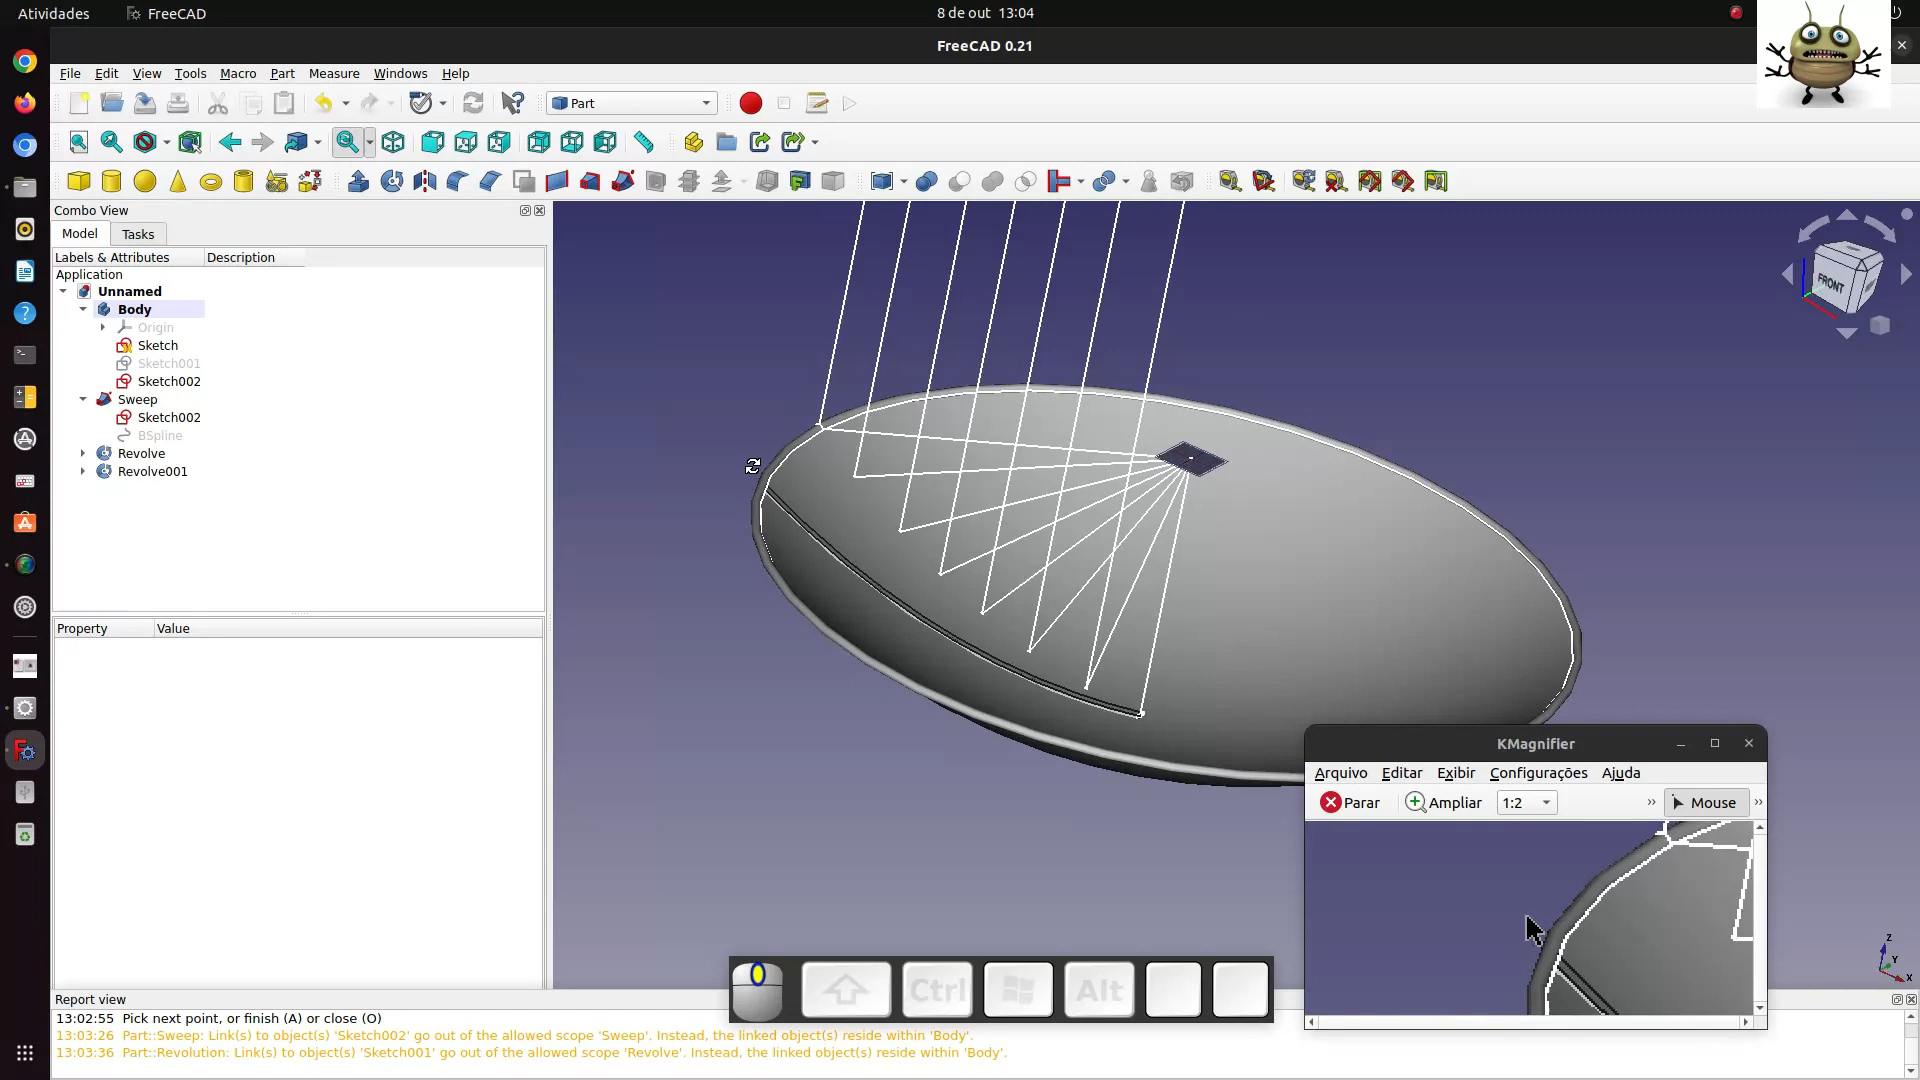 Atividades FreeCAD 8 de out 13:04
FreeCAD 0.21
File Edit View Tools Macro Part Measure Windows Help
Part
Combo View
Model Tasks
Labels & Attributes Description
Application
Unnamed
Body
Origin
Sketch
Sketch001
Sketch002
Sweep
Sketch002
BSpline
Revolve
Revolve001
Property Value
FRONT
KMagnifier
Arquivo Editar Exibir Configurações Ajuda
Parar Ampliar 1:2 » Mouse »
Ctrl Alt
Z
Y
X
Report view
13:02:55 Pick next point, or finish (A) or close (O)
13:03:26 Part::Sweep: Link(s) to object(s) 'Sketch002' go out of the allowed scope 'Sweep'. Instead, the linked object(s) reside within 'Body'.
13:03:36 Part::Revolution: Link(s) to object(s) 'Sketch001' go out of the allowed scope 'Revolve'. Instead, the linked object(s) reside within 'Body'.